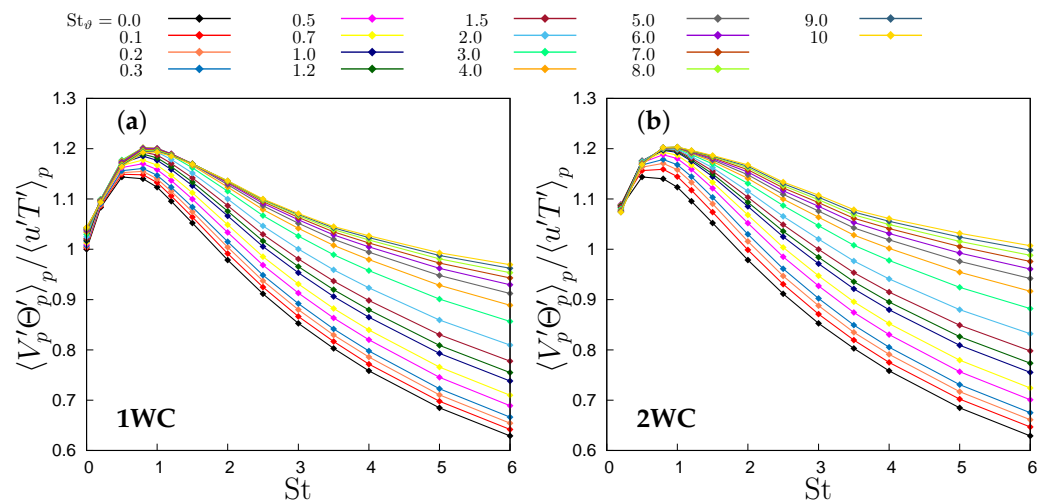 St_ϑ = 0.0 0.5 1.5 5.0 9.0
0.1 0.7 2.0 6.0 10
0.2 1.0 3.0 7.0
0.3 1.2 4.0 8.0
1.3 1.3
(a) (b)
1.2 1.2
1.1 1.1
1 1
0.9 0.9
0.8 0.8
0.7 0.7
0.6 0.6
⟨V_p′Θ_p′⟩_p/⟨u′T′⟩_p ⟨V_p′Θ_p′⟩_p/⟨u′T′⟩_p
1WC 2WC
0 1 2 3 4 5 6 0 1 2 3 4 5 6
St St